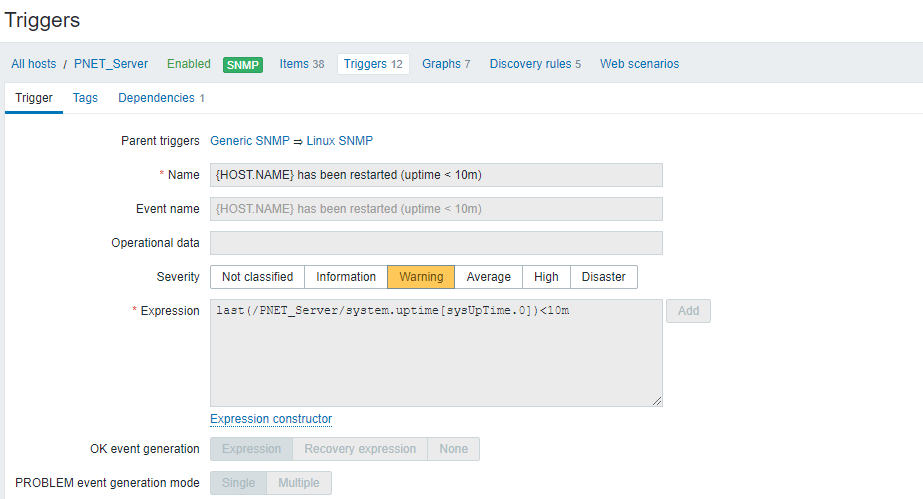 Triggers
All hosts / PNET_Server Enabled SNMP Items 38 Triggers 12 Graphs 7 Discovery rules 5 Web scenarios
Trigger Tags Dependencies 1
Parent triggers Generic SNMP ⇒ Linux SNMP
* Name {HOST.NAME} has been restarted (uptime < 10m)
Event name {HOST.NAME} has been restarted (uptime < 10m)
Operational data
Severity Not classified Information Warning Average High Disaster
* Expression last(/PNET_Server/system.uptime[sysUpTime.0])<10m Add
Expression constructor
OK event generation Expression Recovery expression None
PROBLEM event generation mode Single Multiple